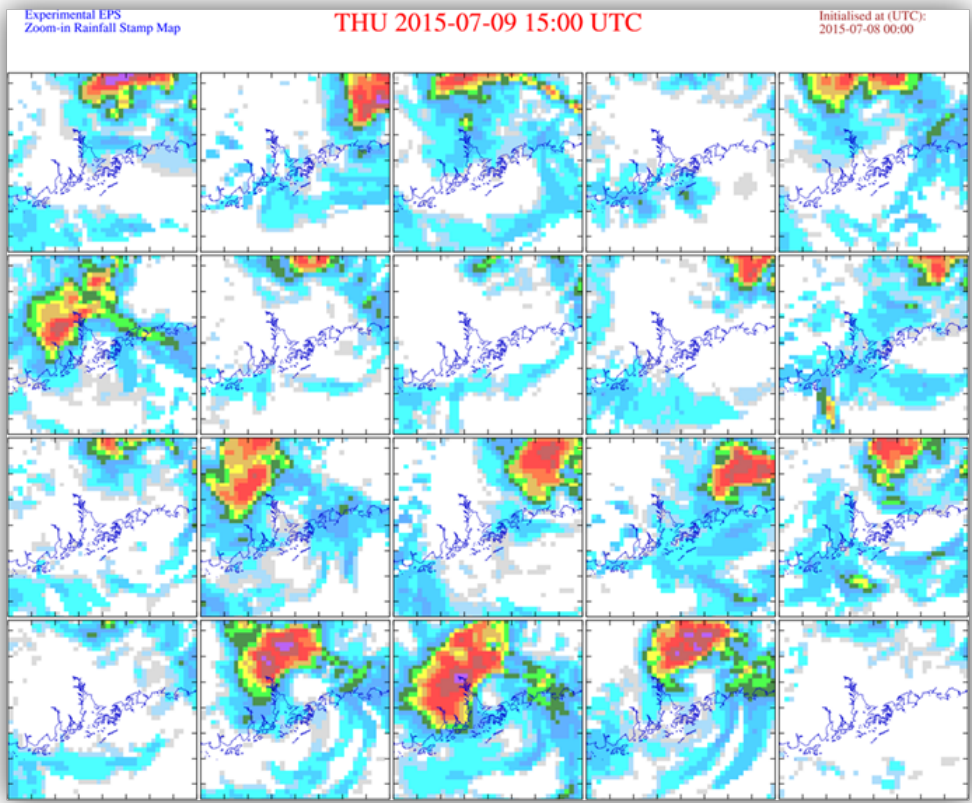 Experimental EPS
Zoom-in Rainfall Stamp Map
THU 2015-07-09 15:00 UTC
Initialised at (UTC):
2015-07-08 00:00